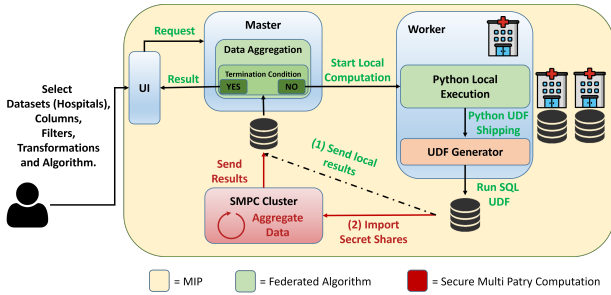 Select
Datasets (Hospitals),
Columns,
Filters,
Transformations
and Algorithm.
UI
Request
Result
Master
Data Aggregation
Termination Condition
YES
NO
Start Local
Computation
Worker
Python Local
Execution
Python UDF
Shipping
UDF Generator
Run SQL
UDF
(1) Send local
results
(2) Import
Secret Shares
Send
Results
SMPC Cluster
Aggregate
Data
= MIP
= Federated Algorithm
= Secure Multi Patry Computation